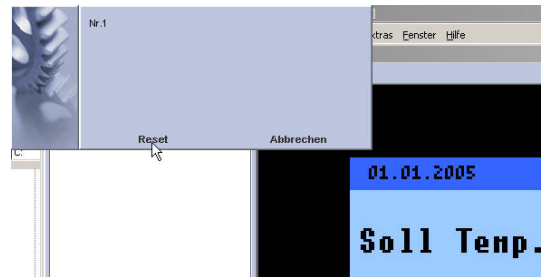 Nr.1
xtras Fenster Hilfe
Reset Abbrechen
C:
01.01.2005
Soll Temp.